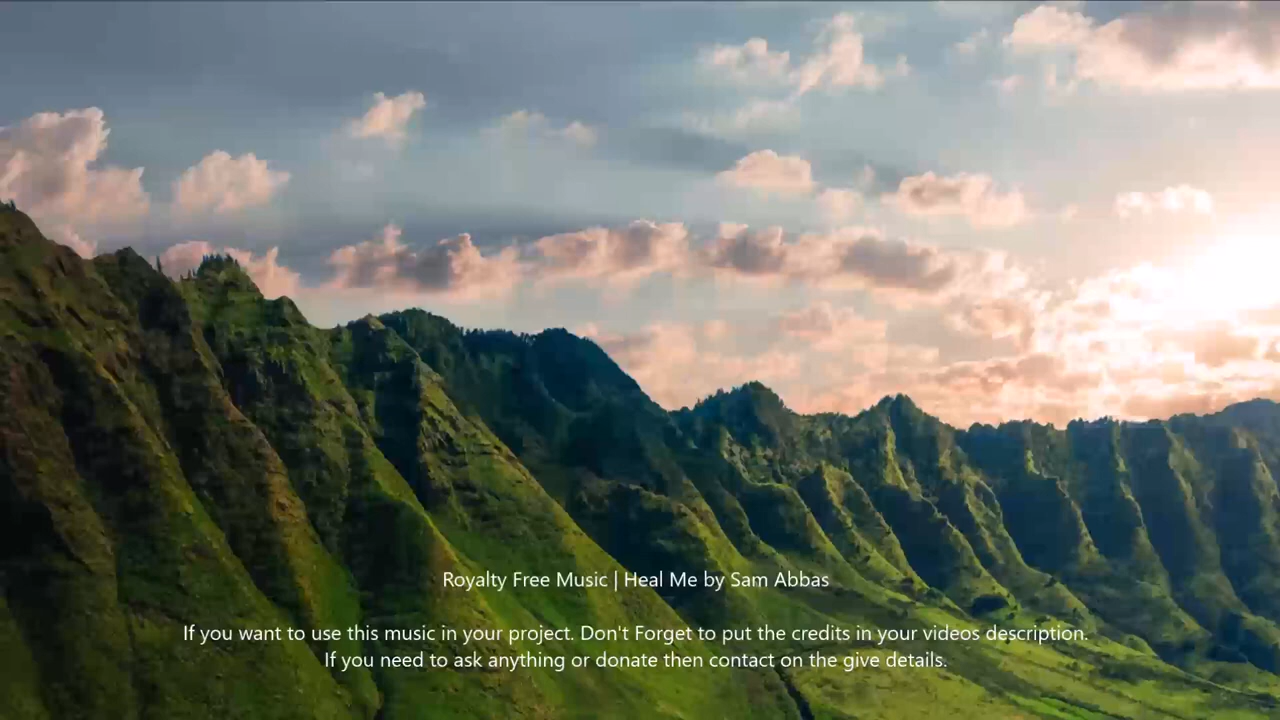 Royalty Free Music | Heal Me by Sam Abbas
If you want to use this music in your project. Don't Forget to put the credits in your videos description.
If you need to ask anything or donate then contact on the give details.